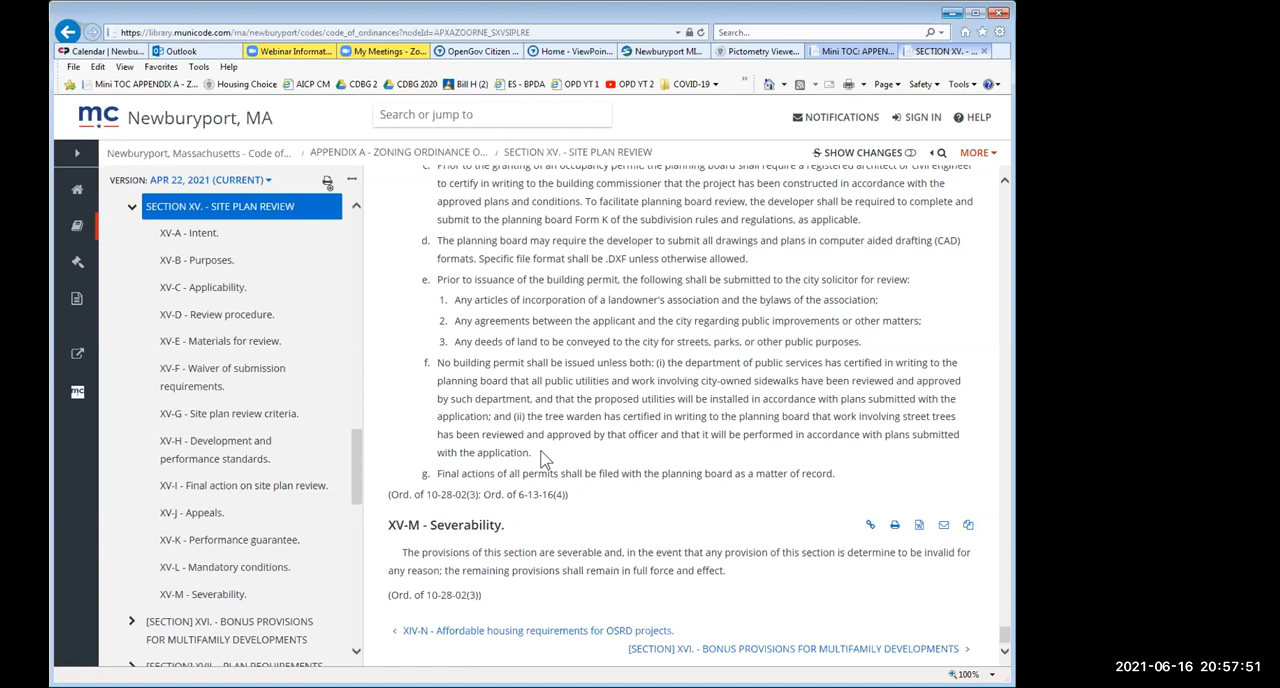 https://library.municode.com/ma/newburyport/codes/code_of_ordinances?nodeId=APXAZOORNE_SXVSIPLRE
Search...
Calendar | Newbu...
Outlook
Webinar Informat...
My Meetings - Zo...
OpenGov Citizen ...
Home - ViewPoin...
Newburyport MI...
Pictometry Viewe...
Mini TOC: APPEN...
SECTION XV. - ...
File Edit View Favorites Tools Help
Mini TOC APPENDIX A - Z...
Housing Choice
AICP CM
CDBG 2
CDBG 2020
Bill H (2)
ES - BPDA
OPD YT 1
OPD YT 2
COVID-19
Page
Safety
Tools
mc
Newburyport, MA
Search or jump to
NOTIFICATIONS
SIGN IN
HELP
Newburyport, Massachusetts - Code of...
/ APPENDIX A - ZONING ORDINANCE O...
/ SECTION XV. - SITE PLAN REVIEW
SHOW CHANGES
MORE
VERSION: APR 22, 2021 (CURRENT)
SECTION XV. - SITE PLAN REVIEW
XV-A - Intent.
XV-B - Purposes.
XV-C - Applicability.
XV-D - Review procedure.
XV-E - Materials for review.
XV-F - Waiver of submission
requirements.
XV-G - Site plan review criteria.
XV-H - Development and
performance standards.
XV-I - Final action on site plan review.
XV-J - Appeals.
XV-K - Performance guarantee.
XV-L - Mandatory conditions.
XV-M - Severability.
[SECTION] XVI. - BONUS PROVISIONS
FOR MULTIFAMILY DEVELOPMENTS
[SECTION] XVII. - PLAN REQUIREMENTS
mc
c. Prior to the granting of an occupancy permit, the planning board shall require a registered architect or civil engineer
to certify in writing to the building commissioner that the project has been constructed in accordance with the
approved plans and conditions. To facilitate planning board review, the developer shall be required to complete and
submit to the planning board Form K of the subdivision rules and regulations, as applicable.
d. The planning board may require the developer to submit all drawings and plans in computer aided drafting (CAD)
formats. Specific file format shall be .DXF unless otherwise allowed.
e. Prior to issuance of the building permit, the following shall be submitted to the city solicitor for review:
1. Any articles of incorporation of a landowner's association and the bylaws of the association;
2. Any agreements between the applicant and the city regarding public improvements or other matters;
3. Any deeds of land to be conveyed to the city for streets, parks, or other public purposes.
f. No building permit shall be issued unless both: (i) the department of public services has certified in writing to the
planning board that all public utilities and work involving city-owned sidewalks have been reviewed and approved
by such department, and that the proposed utilities will be installed in accordance with plans submitted with the
application; and (ii) the tree warden has certified in writing to the planning board that work involving street trees
has been reviewed and approved by that officer and that it will be performed in accordance with plans submitted
with the application.
g. Final actions of all permits shall be filed with the planning board as a matter of record.
(Ord. of 10-28-02(3); Ord. of 6-13-16(4))
XV-M - Severability.
The provisions of this section are severable and, in the event that any provision of this section is determine to be invalid for
any reason; the remaining provisions shall remain in full force and effect.
(Ord. of 10-28-02(3))
< XIV-N - Affordable housing requirements for OSRD projects.
[SECTION] XVI. - BONUS PROVISIONS FOR MULTIFAMILY DEVELOPMENTS >
100%
2021-06-16 20:57:51